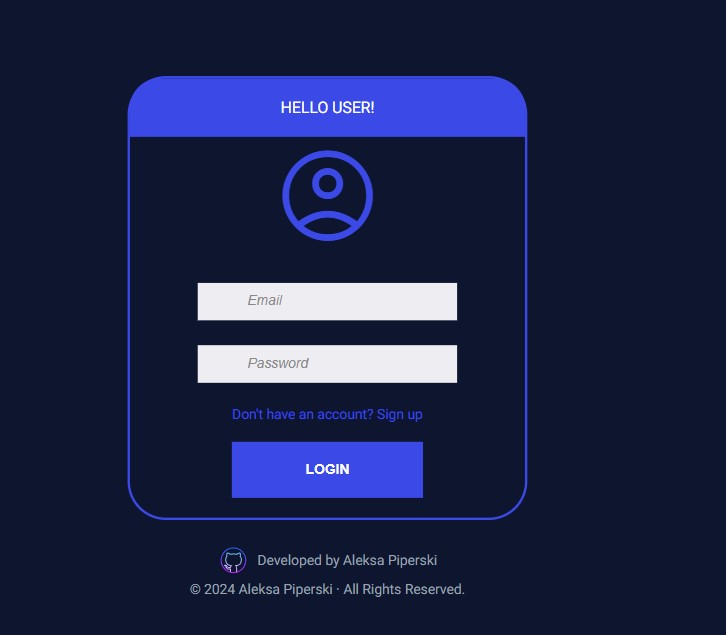 HELLO USER!
Email
Password
Don't have an account? Sign up
LOGIN
Developed by Aleksa Piperski
© 2024 Aleksa Piperski · All Rights Reserved.